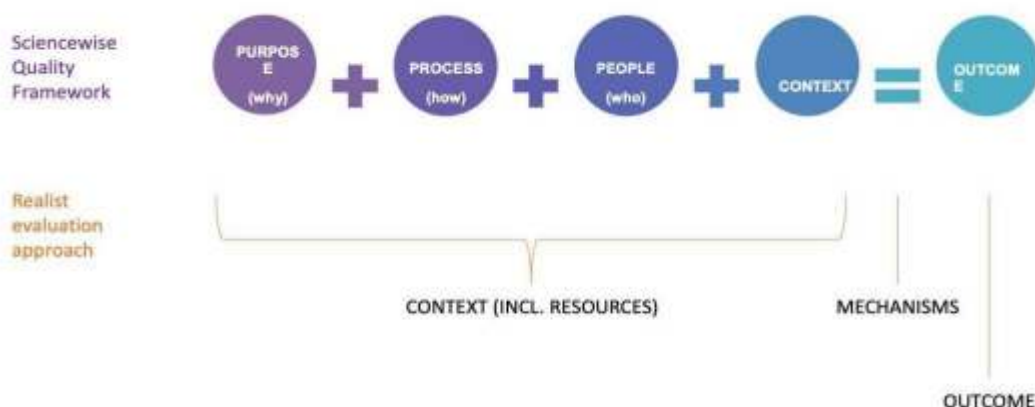 Sciencewise
Quality
Framework
PURPOS
E
(why)
PROCESS
(how)
PEOPLE
(who)
CONTEXT
OUTCOM
E
Realist
evaluation
approach
CONTEXT (INCL. RESOURCES)
MECHANISMS
OUTCOME